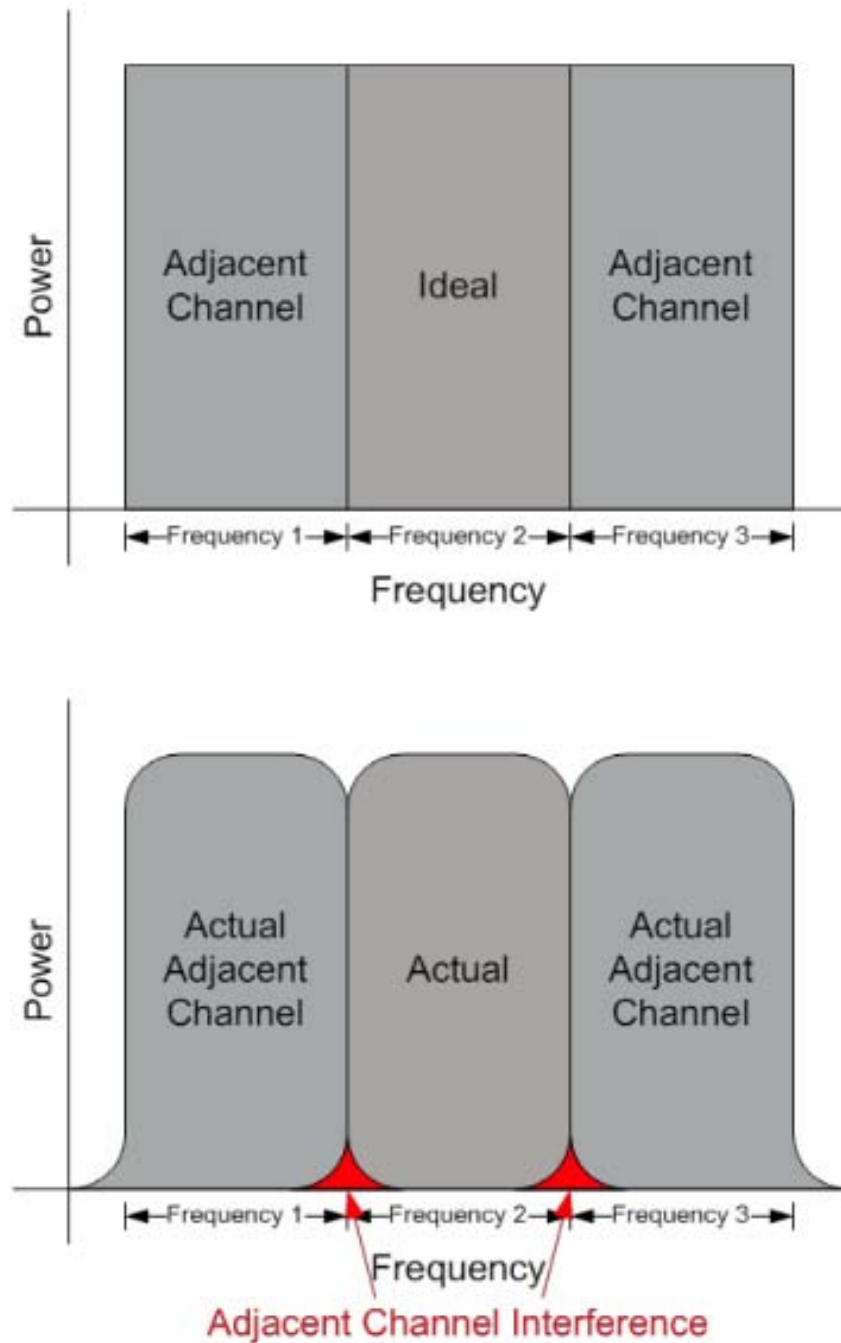 Power
Adjacent
Channel
Ideal
Adjacent
Channel
Frequency 1
Frequency 2
Frequency 3
Frequency
Power
Actual
Adjacent
Channel
Actual
Actual
Adjacent
Channel
Frequency 1
Frequency 2
Frequency 3
Frequency
Adjacent Channel Interference